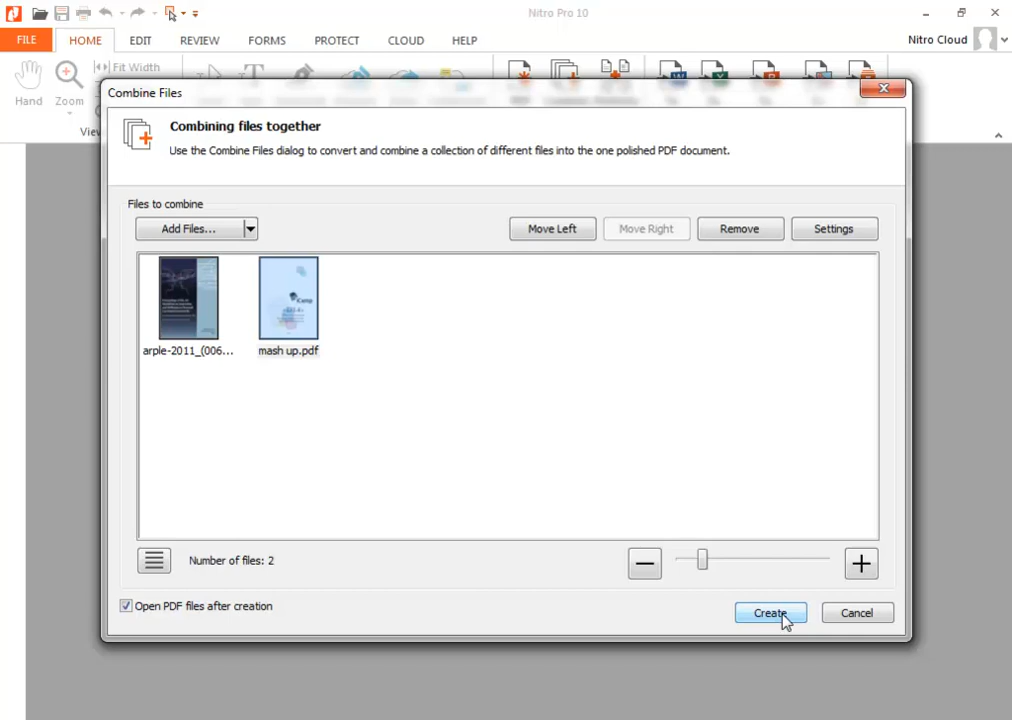 Nitro Pro 10
FILE
HOME
EDIT
REVIEW
FORMS
PROTECT
CLOUD
HELP
Nitro Cloud
Fit Width
Hand
Zoom
Combine Files
Combining files together
Use the Combine Files dialog to convert and combine a collection of different files into the one polished PDF document.
Files to combine
Add Files...
Move Left
Move Right
Remove
Settings
arple-2011_(006...
mash up.pdf
Number of files: 2
Open PDF files after creation
Create
Cancel